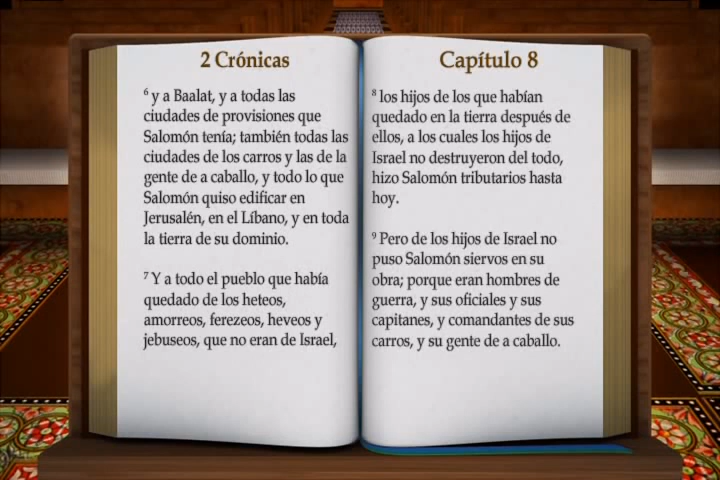 2 Crónicas
6 y a Baalat, y a todas las
ciudades de provisiones que
Salomón tenía; también todas las
ciudades de los carros y las de la
gente de a caballo, y todo lo que
Salomón quiso edificar en
Jerusalén, en el Líbano, y en toda
la tierra de su dominio.
7 Y a todo el pueblo que había
quedado de los heteos,
amorreos, ferezeos, heveos y
jebuseos, que no eran de Israel,
Capítulo 8
8 los hijos de los que habían
quedado en la tierra después de
ellos, a los cuales los hijos de
Israel no destruyeron del todo,
hizo Salomón tributarios hasta
hoy.
9 Pero de los hijos de Israel no
puso Salomón siervos en su
obra; porque eran hombres de
guerra, y sus oficiales y sus
capitanes, y comandantes de sus
carros, y su gente de a caballo.